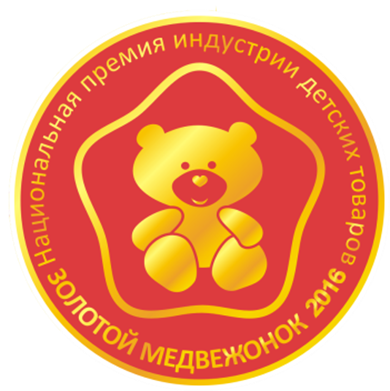 Национальная премия индустрии детских товаров
ЗОЛОТОЙ МЕДВЕЖОНОК 2016